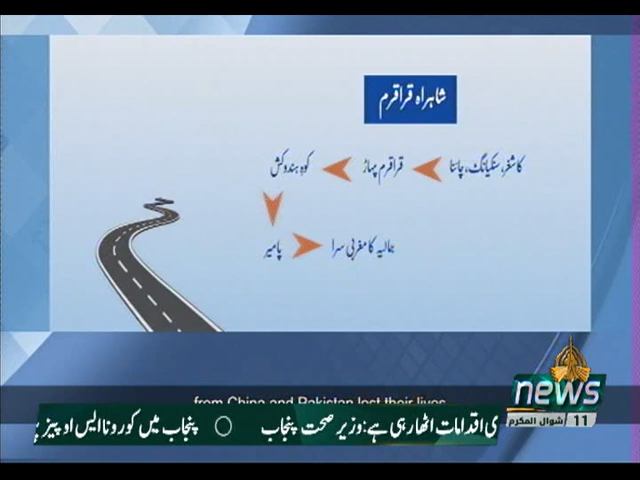 شاہراہ قراقرم
کاشغر، سنکیانگ، چائنا
قراقرم پہاڑ
کوہ ہندوکش
پامیر
ہمالیہ کا مغربی سرا
from China and Pakistan lost their lives
news
11 شوال المکرم
ی اقدامات اٹھا رہی ہے: وزیر صحت پنجاب ○ پنجاب میں کورونا ایس او پیز پر